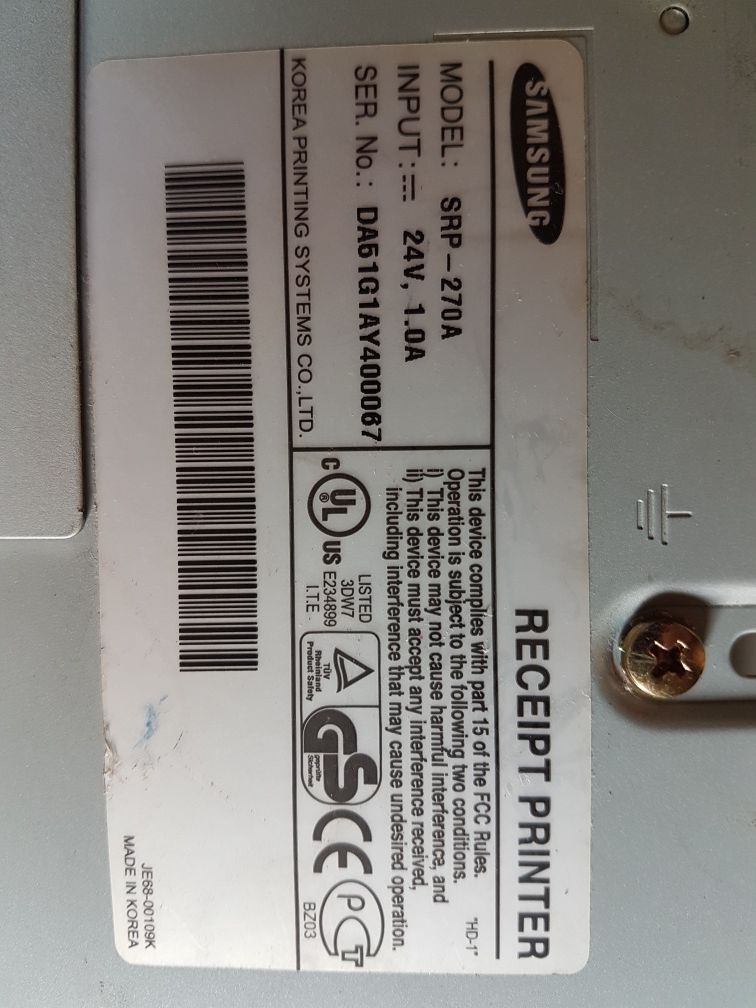 SAMSUNG
RECEIPT PRINTER
MODEL: SRP-270A
INPUT: 24V, 1.0A
SER. No.: DA51G1AY400067
KOREA PRINTING SYSTEMS CO.,LTD.
This device complies with part 15 of the FCC Rules.
Operation is subject to the following two conditions.
i) This device may not cause harmful interference, and
ii) This device must accept any interference received,
including interference that may cause undesired operation.
"HD-1"
C UL ® US
LISTED
3DW7
E234899
I.T.E
TÜV
Rheinland
Product Safety
GS
geprüfte
Sicherheit
CE
PCT
BZ03
JE68-00109K
MADE IN KOREA